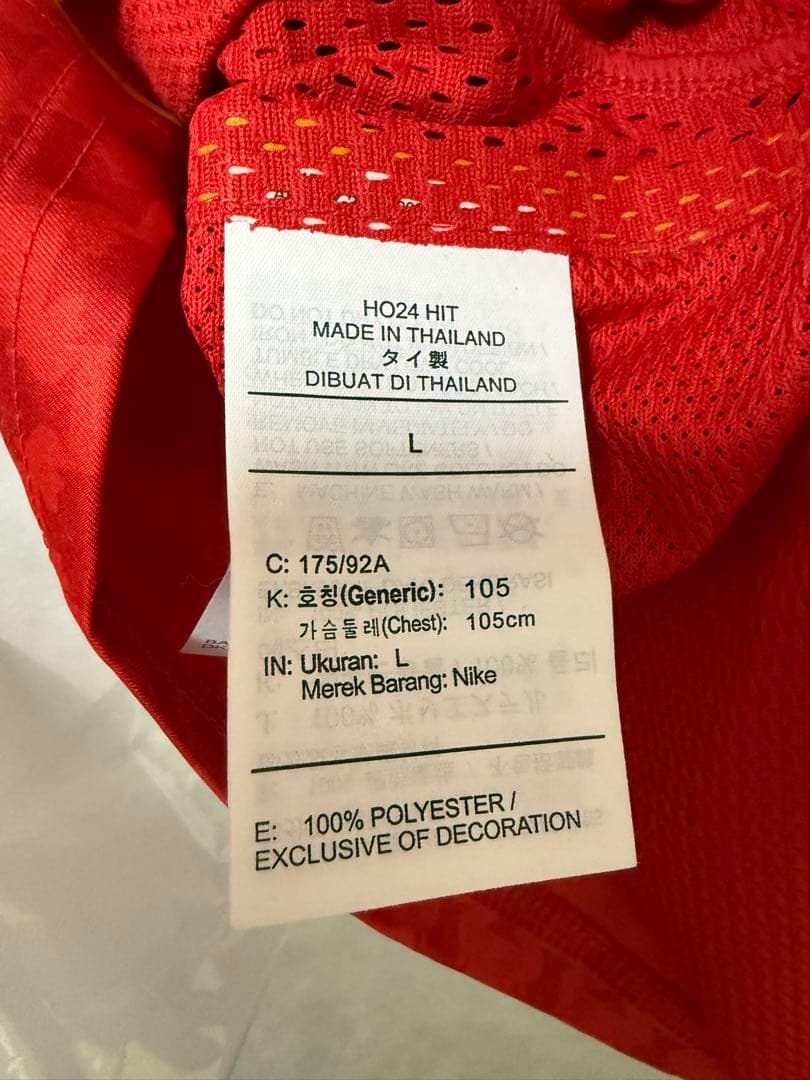 HO24 HIT
MADE IN THAILAND
タイ製
DIBUAT DI THAILAND
L
C: 175/92A
K: 호칭(Generic): 105
가슴둘레(Chest): 105cm
IN: Ukuran: L
Merek Barang: Nike
E: 100% POLYESTER /
EXCLUSIVE OF DECORATION